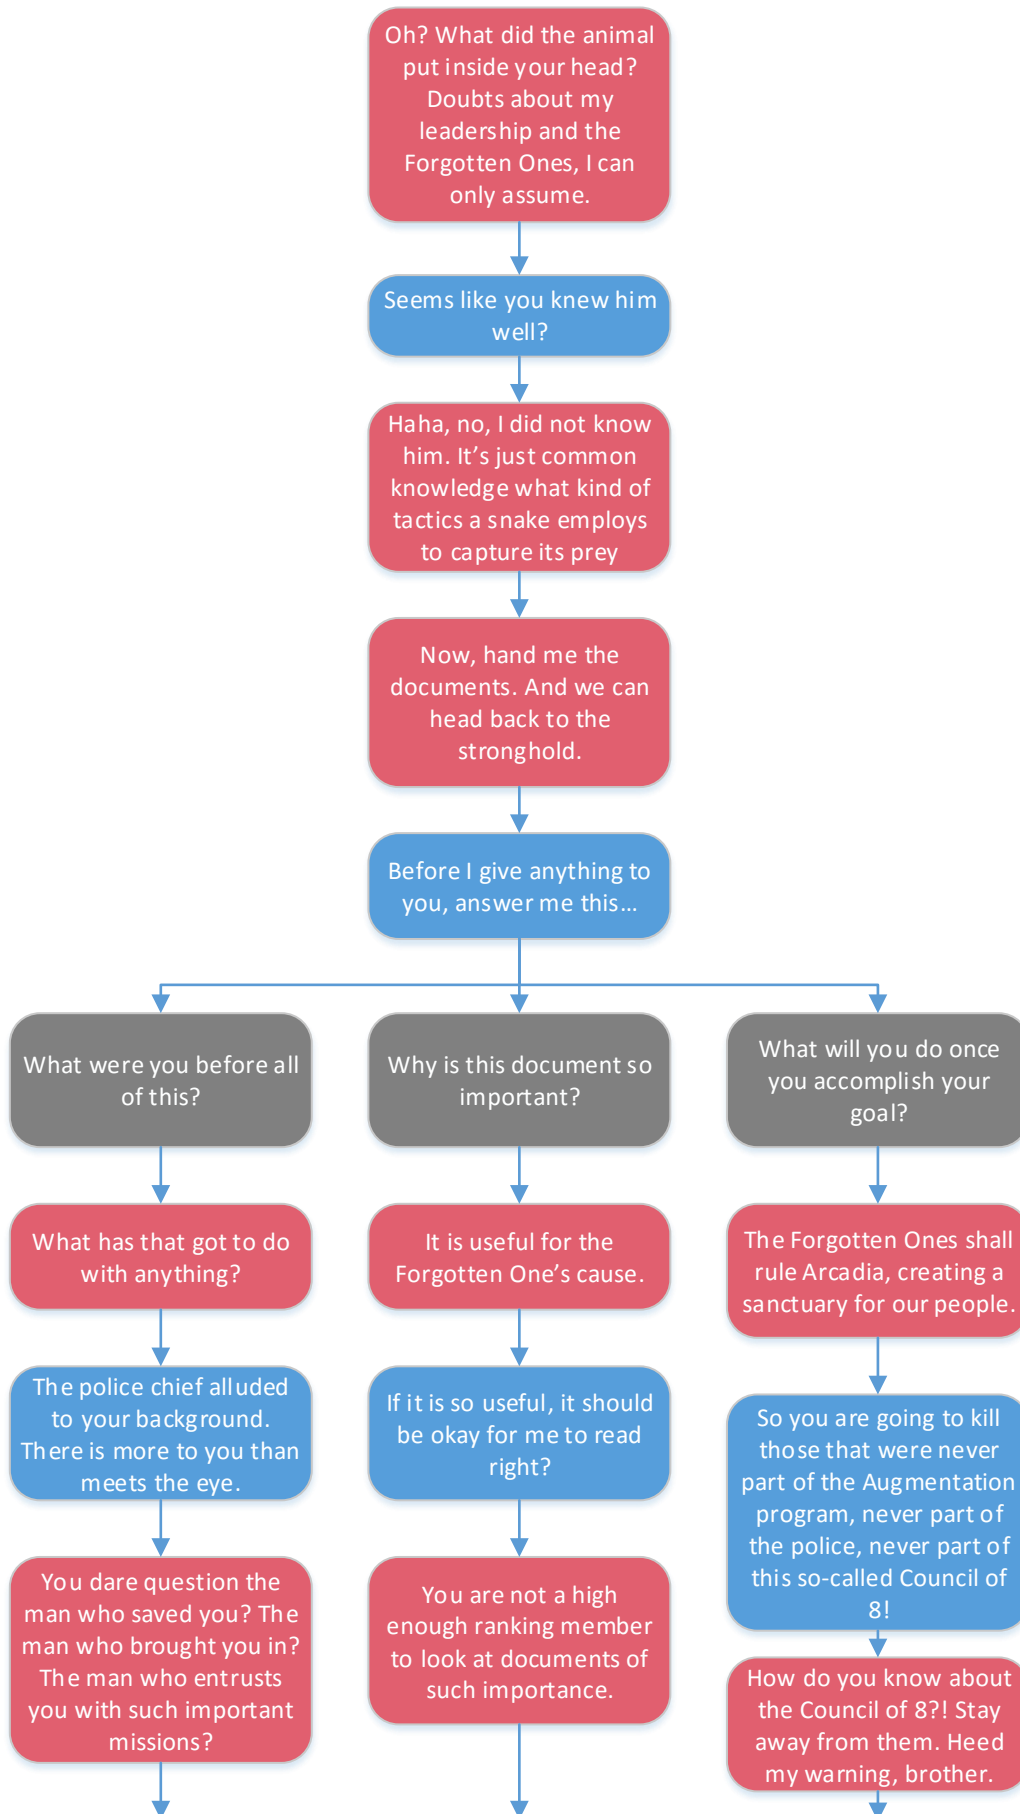 Oh? What did the animal
put inside your head?
Doubts about my
leadership and the
Forgotten Ones, I can
only assume.
Seems like you knew him
well?
Haha, no, I did not know
him. It's just common
knowledge what kind of
tactics a snake employs
to capture its prey
Now, hand me the
documents. And we can
head back to the
stronghold.
Before I give anything to
you, answer me this...
What were you before all
of this?
What has that got to do
with anything?
The police chief alluded
to your background.
There is more to you than
meets the eye.
You dare question the
man who saved you? The
man who brought you in?
The man who entrusts
you with such important
missions?
Why is this document so
important?
It is useful for the
Forgotten One's cause.
If it is so useful, it should
be okay for me to read
right?
You are not a high
enough ranking member
to look at documents of
such importance.
What will you do once
you accomplish your
goal?
The Forgotten Ones shall
rule Arcadia, creating a
sanctuary for our people.
So you are going to kill
those that were never
part of the Augmentation
program, never part of
the police, never part of
this so-called Council of
8!
How do you know about
the Council of 8?! Stay
away from them. Heed
my warning, brother.